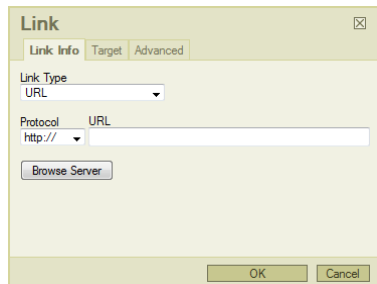 Link
Link Info Target Advanced
Link Type
URL
Protocol URL
http://
Browse Server
OK Cancel